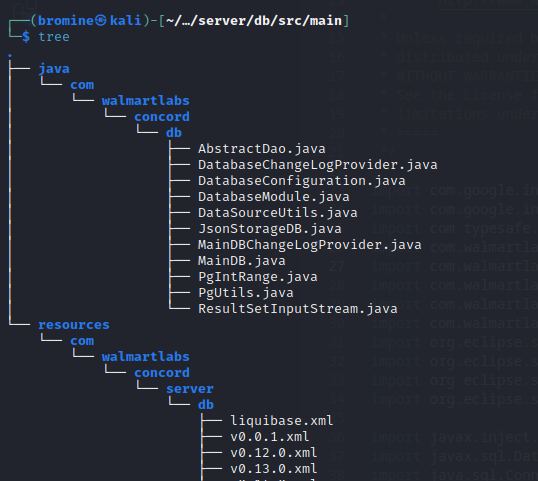 ┌──(bromine㉿kali)-[~/…/server/db/src/main]
└─$ tree
.
├── java
│   └── com
│       └── walmartlabs
│           └── concord
│               └── db
│                   ├── AbstractDao.java
│                   ├── DatabaseChangeLogProvider.java
│                   ├── DatabaseConfiguration.java
│                   ├── DatabaseModule.java
│                   ├── DataSourceUtils.java
│                   ├── JsonStorageDB.java
│                   ├── MainDBChangeLogProvider.java
│                   ├── MainDB.java
│                   ├── PgIntRange.java
│                   ├── PgUtils.java
│                   └── ResultSetInputStream.java
└── resources
    └── com
        └── walmartlabs
            └── concord
                └── server
                    └── db
                        ├── liquibase.xml
                        ├── v0.0.1.xml
                        ├── v0.12.0.xml
                        ├── v0.13.0.xml